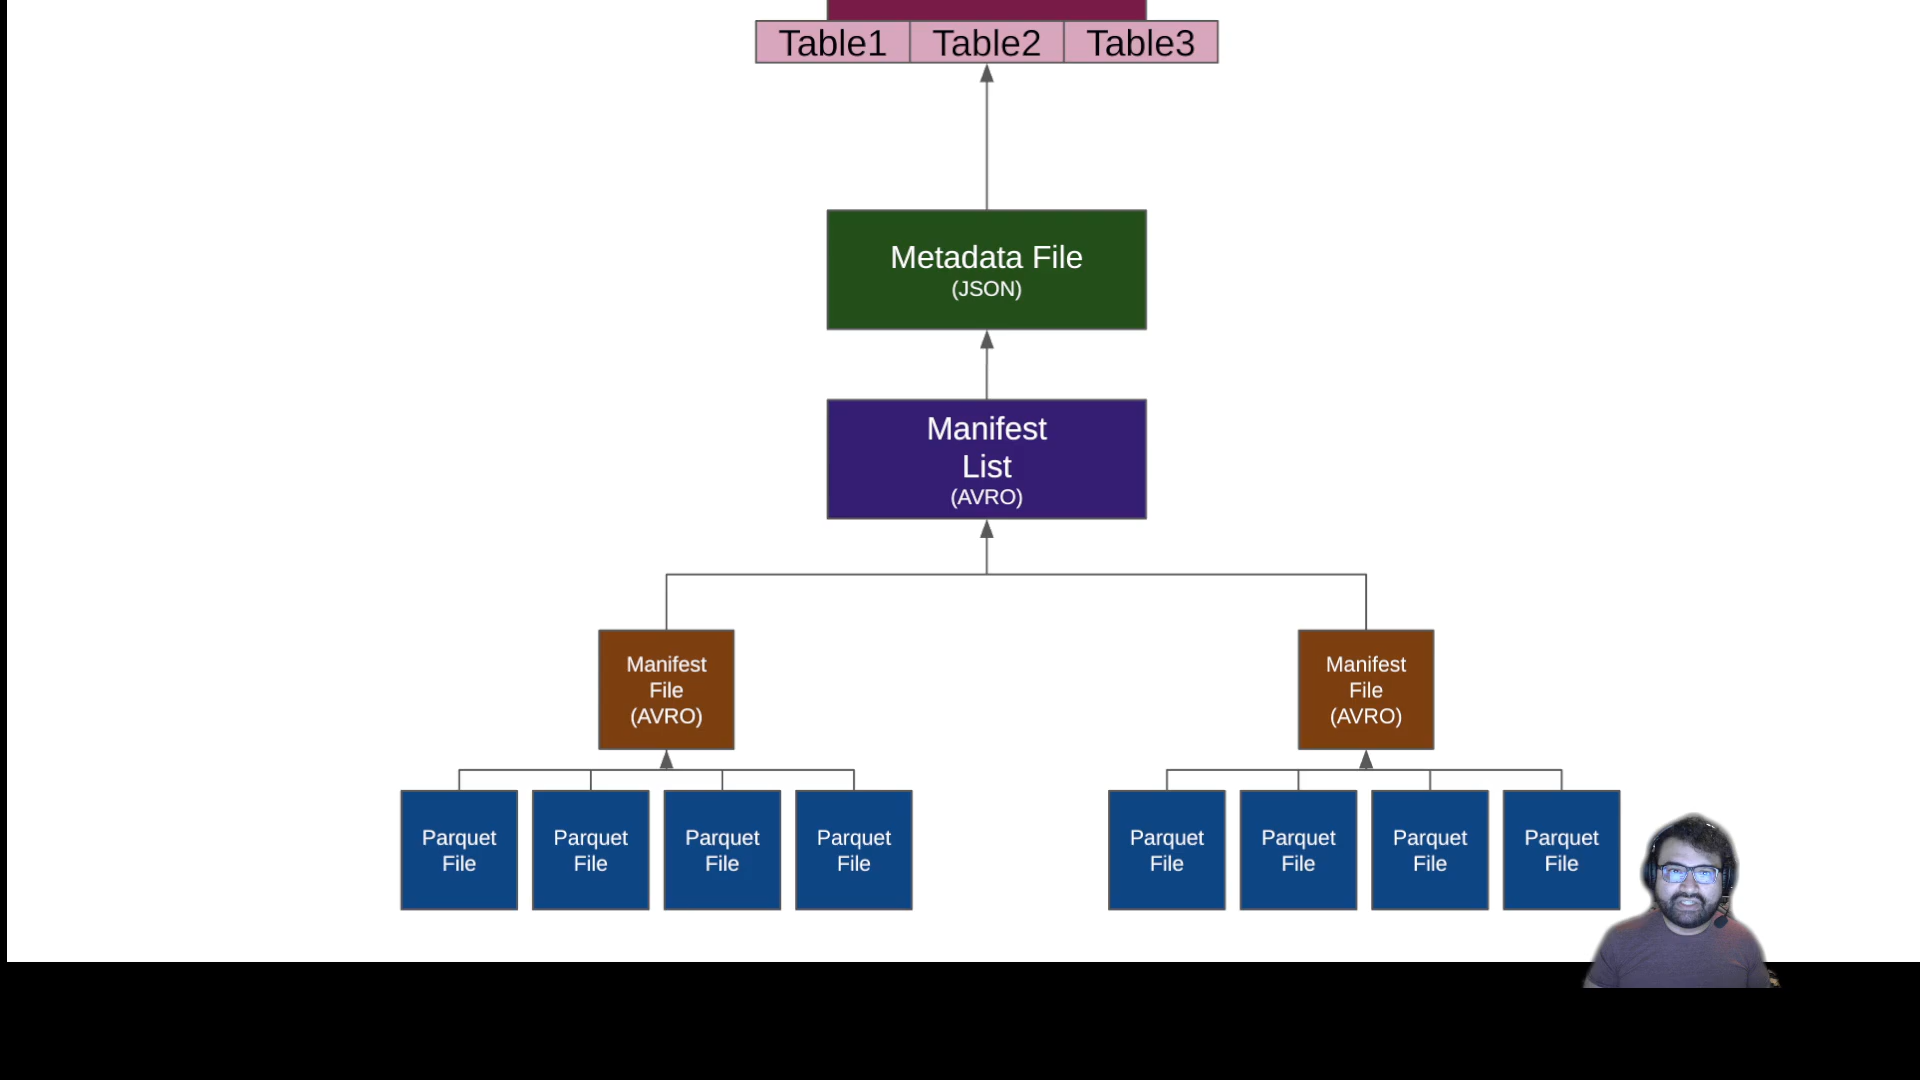 Table1 Table2 Table3
Metadata File
(JSON)
Manifest
List
(AVRO)
Manifest
File
(AVRO)
Manifest
File
(AVRO)
Parquet
File
Parquet
File
Parquet
File
Parquet
File
Parquet
File
Parquet
File
Parquet
File
Parquet
File